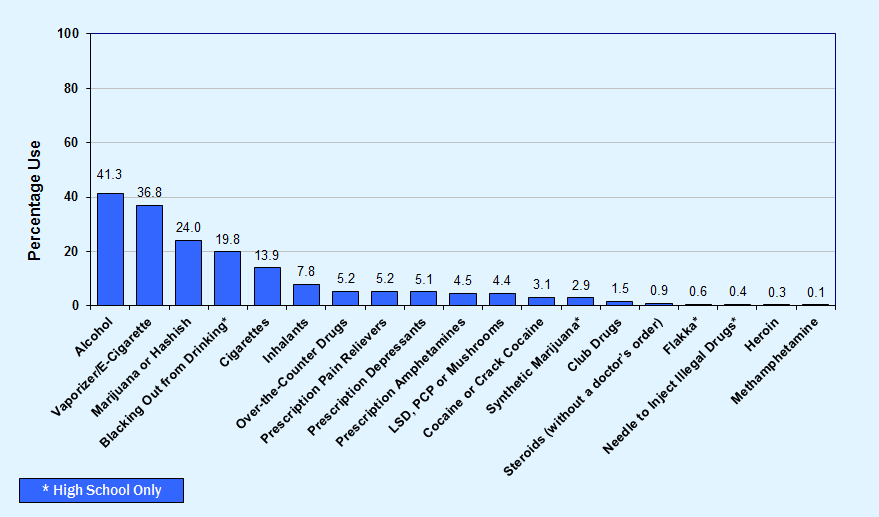 100
80
60
40
20
0
Percentage Use
41.3
36.8
24.0
19.8
13.9
7.8
5.2
5.2
5.1
4.5
4.4
3.1
2.9
1.5
0.9
0.6
0.4
0.3
0.1
Alcohol
Vaporizer/E-Cigarette
Marijuana or Hashish
Blacking Out from Drinking*
Cigarettes
Inhalants
Over-the-Counter Drugs
Prescription Pain Relievers
Prescription Depressants
Prescription Amphetamines
LSD, PCP or Mushrooms
Cocaine or Crack Cocaine
Synthetic Marijuana*
Club Drugs
Steroids (without a doctor's order)
Flakka*
Needle to Inject Illegal Drugs*
Heroin
Methamphetamine
* High School Only